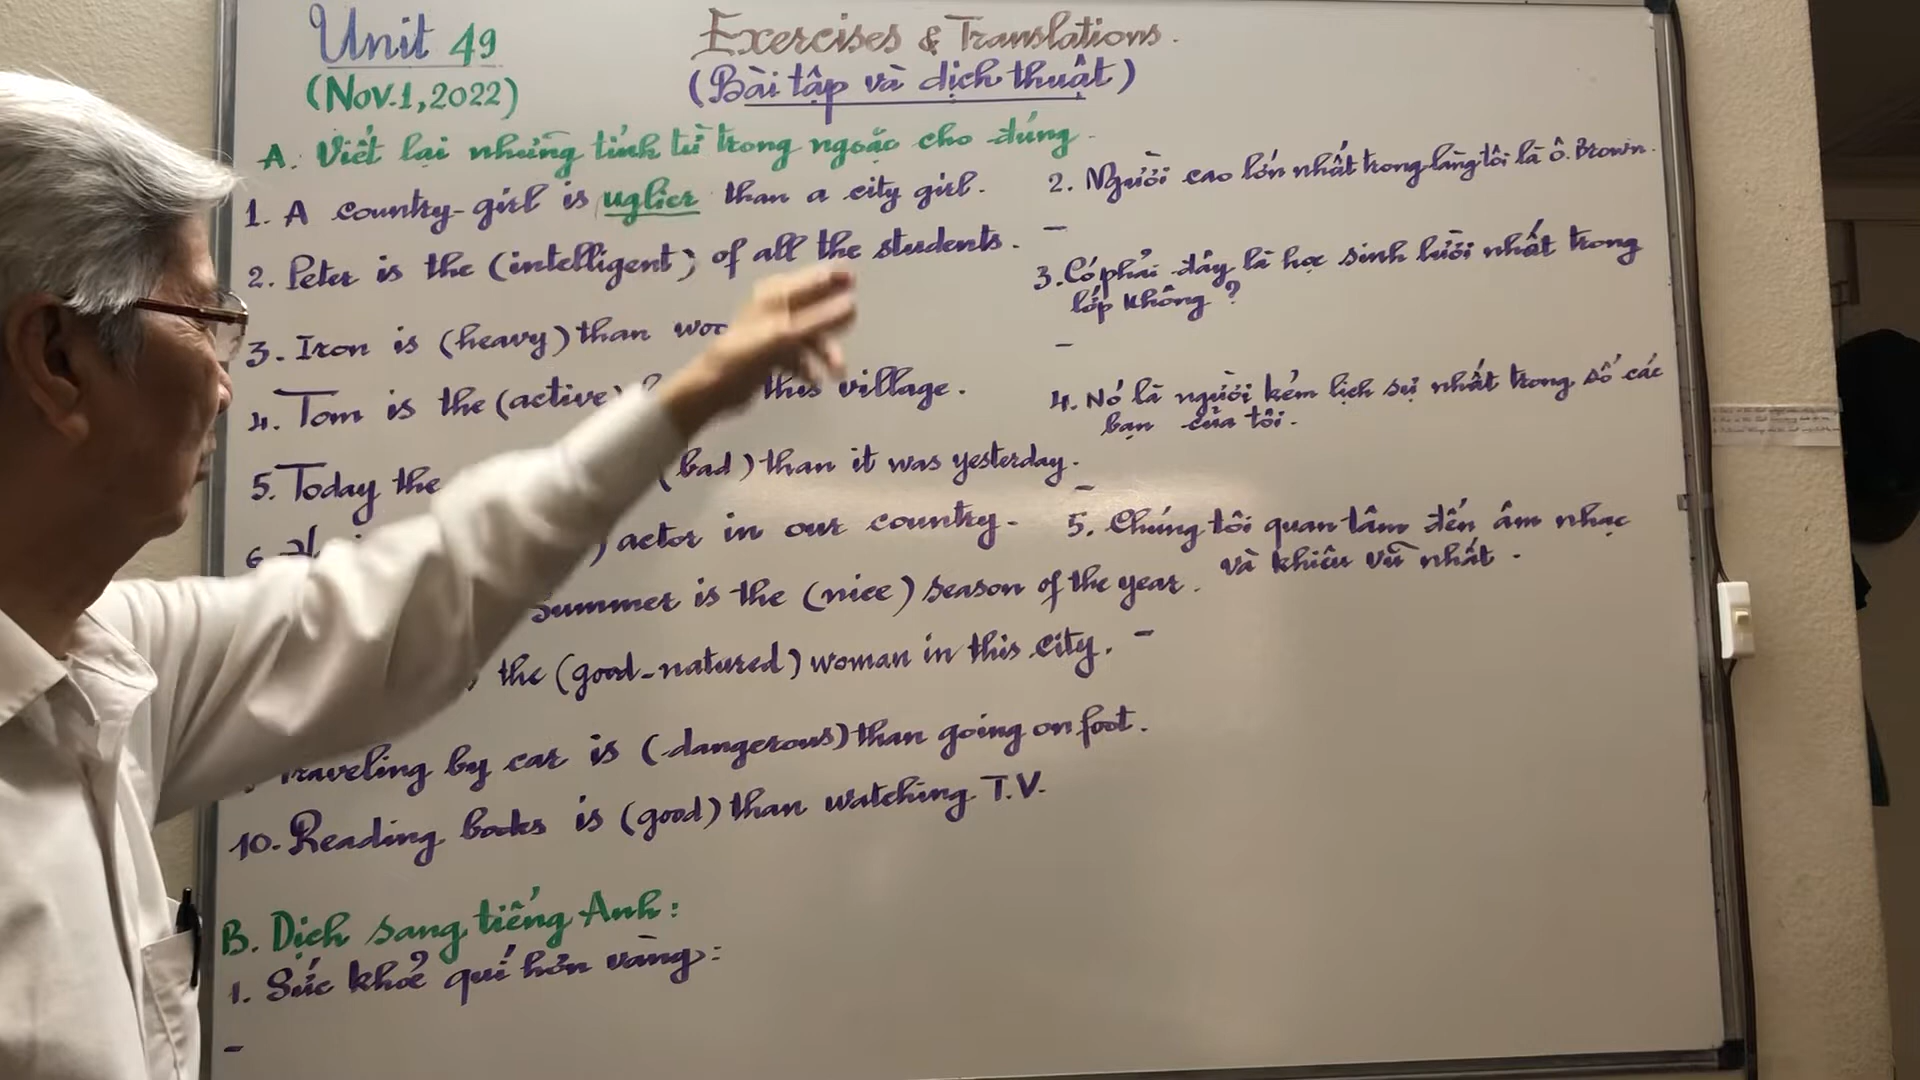 Unit 49
(Nov.1, 2022)
Exercises & Translations.
(Bài tập và dịch thuật)
A. Viết lại những tính từ trong ngoặc cho đúng.
1. A country-girl is uglier than a city girl.
2. Peter is the (intelligent) of all the students.
3. Iron is (heavy) than
4. Tom is the (active) this village.
5. Today the (bad) than it was yesterday.
6. ) actor in our country.
Summer is the (nice) season of the year.
the (good-natured) woman in this city.
Traveling by car is (dangerous) than going on foot.
10. Reading books is (good) than watching T.V.
B. Dịch sang tiếng Anh:
1. Sức khoẻ quí hơn vàng:
-
2. Người cao lớn nhất trong làng tôi là ô. Brown.
-
3. Có phải đây là học sinh lười nhất trong
lớp không?
-
4. Nó là người kém lịch sự nhất trong số các
bạn của tôi.
-
5. Chúng tôi quan tâm đến âm nhạc
và khiêu vũ nhất.
-